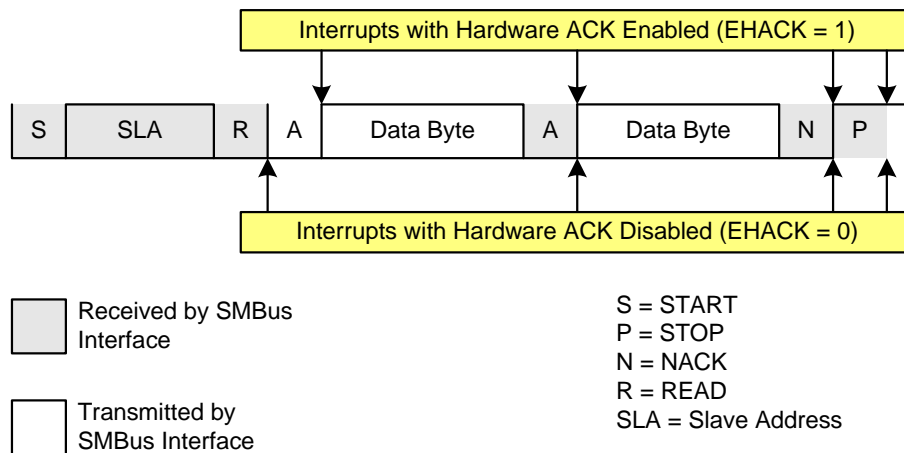 Interrupts with Hardware ACK Enabled (EHACK = 1)
S SLA R A Data Byte A Data Byte N P
Interrupts with Hardware ACK Disabled (EHACK = 0)
Received by SMBus
Interface
Transmitted by
SMBus Interface
S = START
P = STOP
N = NACK
R = READ
SLA = Slave Address